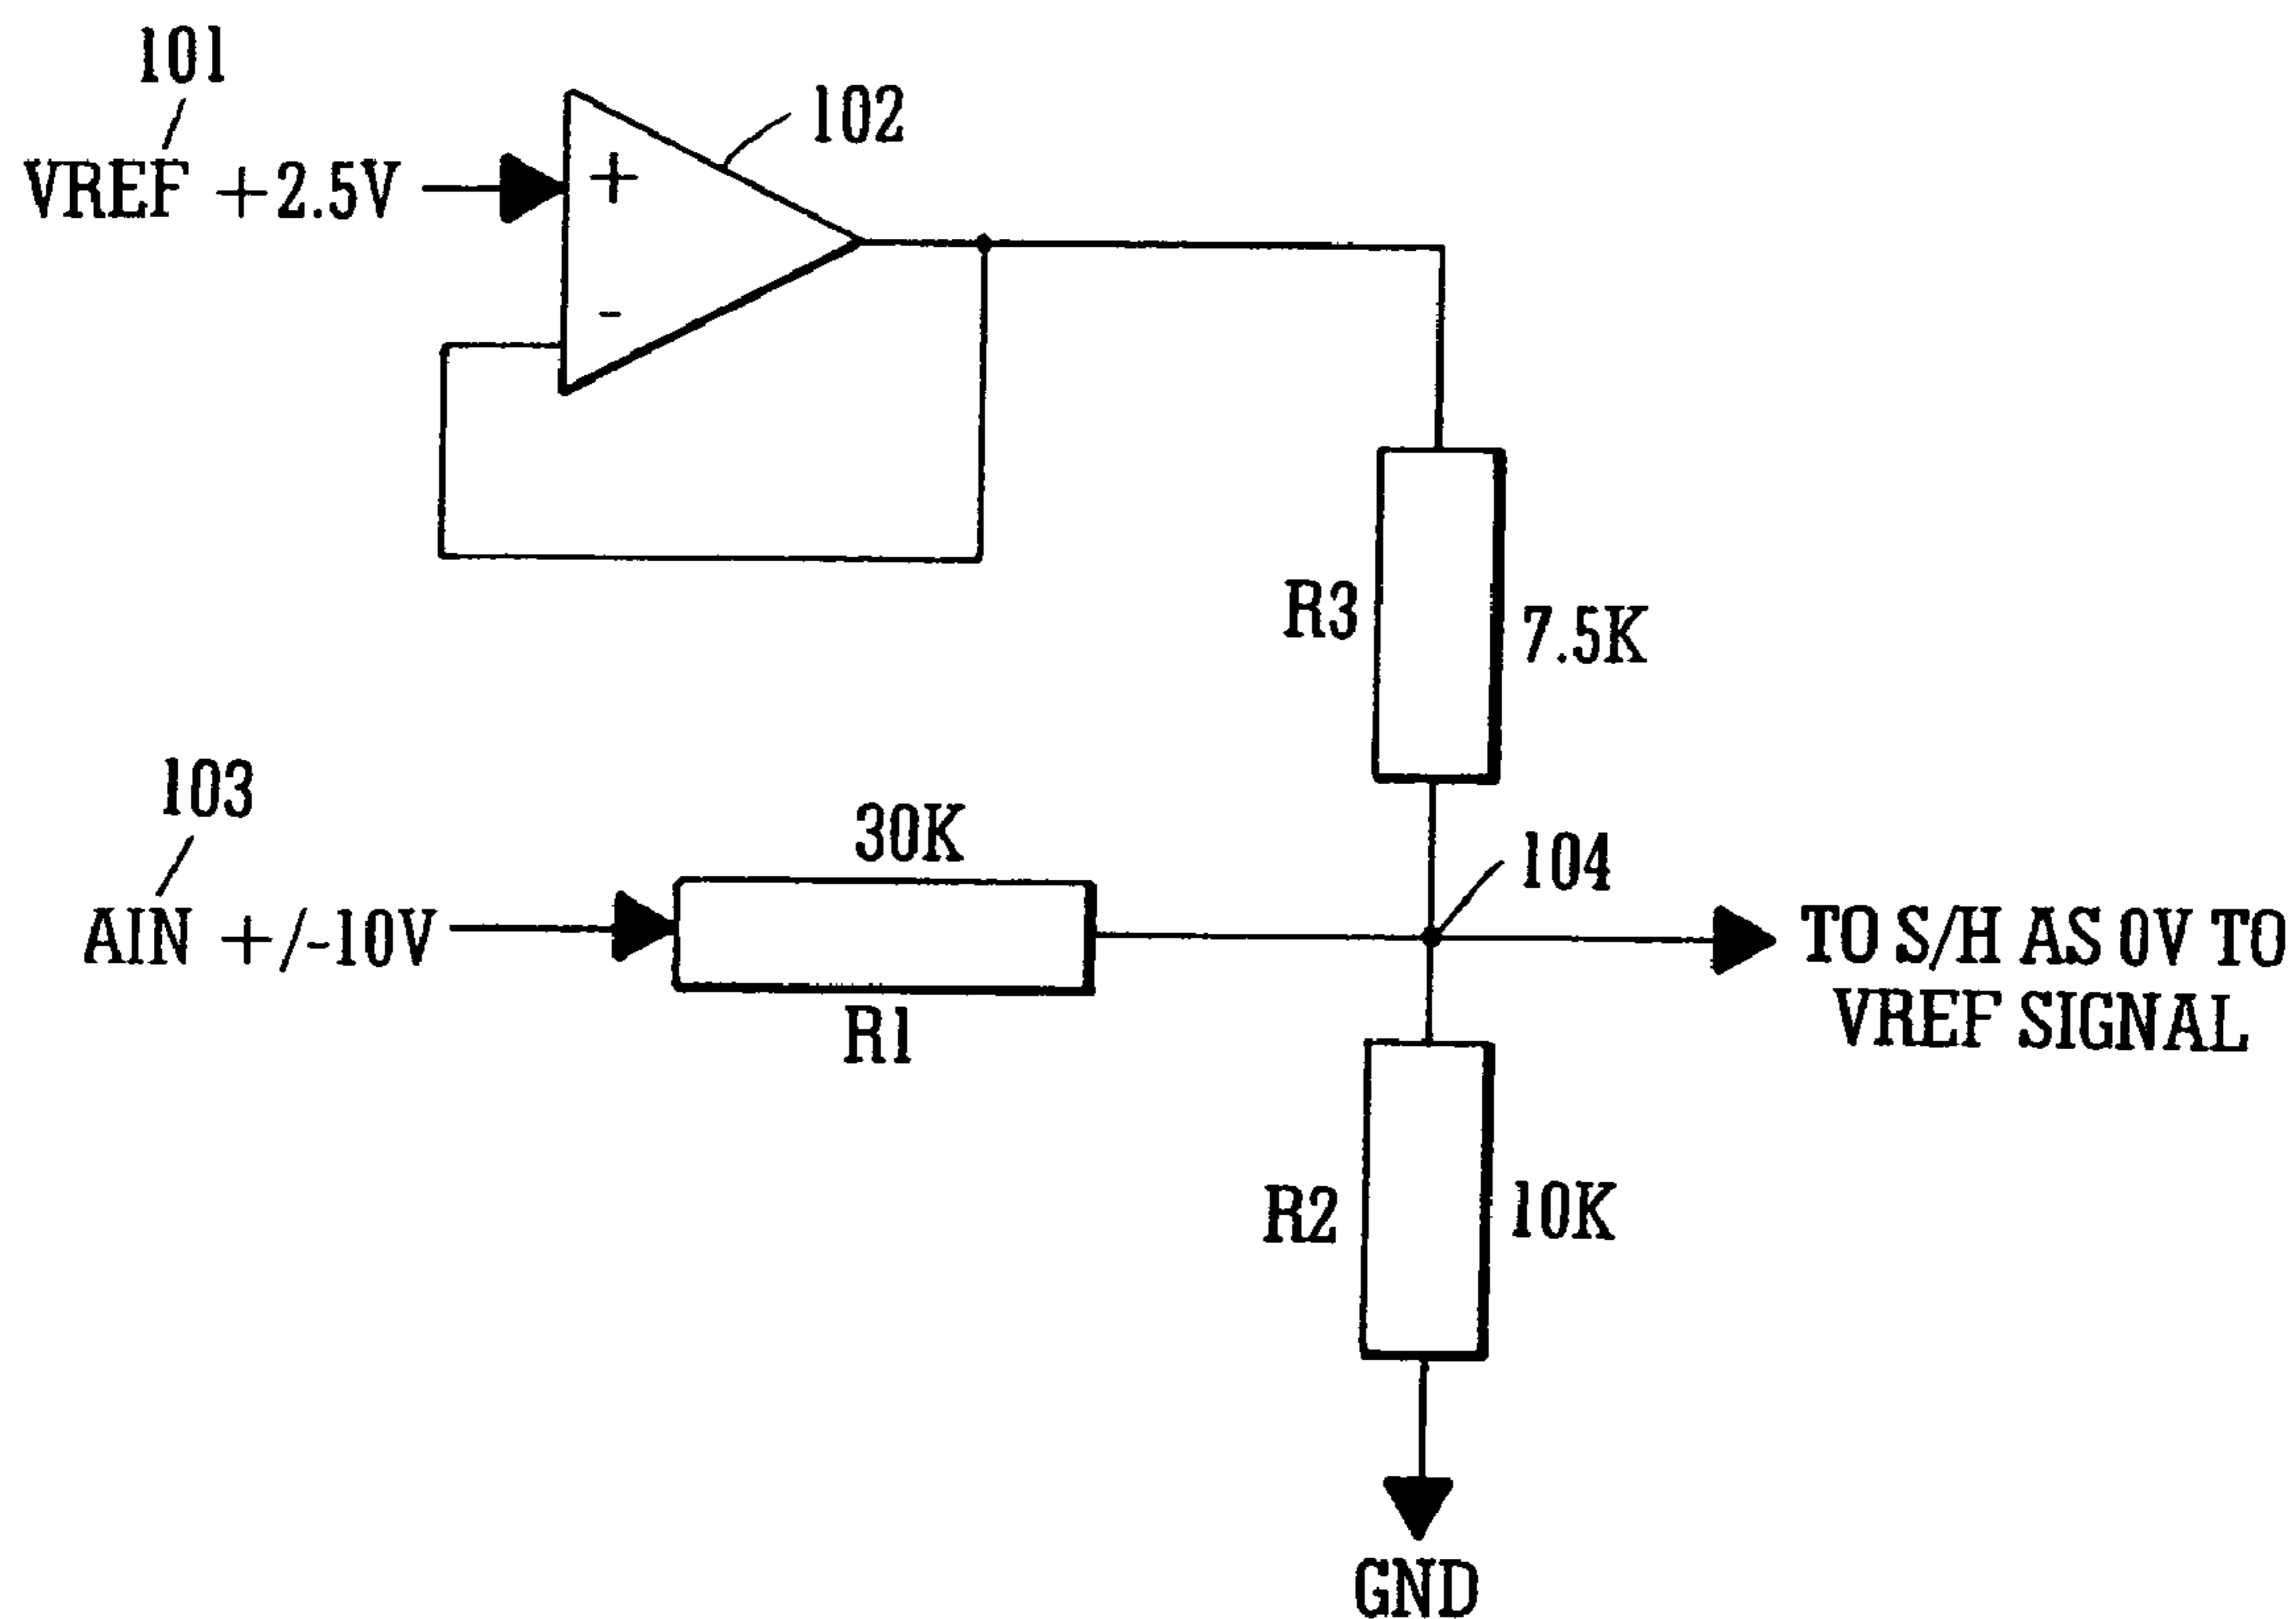 101
VREF +2.5V
+
-
102
R3
7.5K
103
AIN +/-10V
30K
R1
104
TO S/H AS 0V TO
VREF SIGNAL
R2
10K
GND